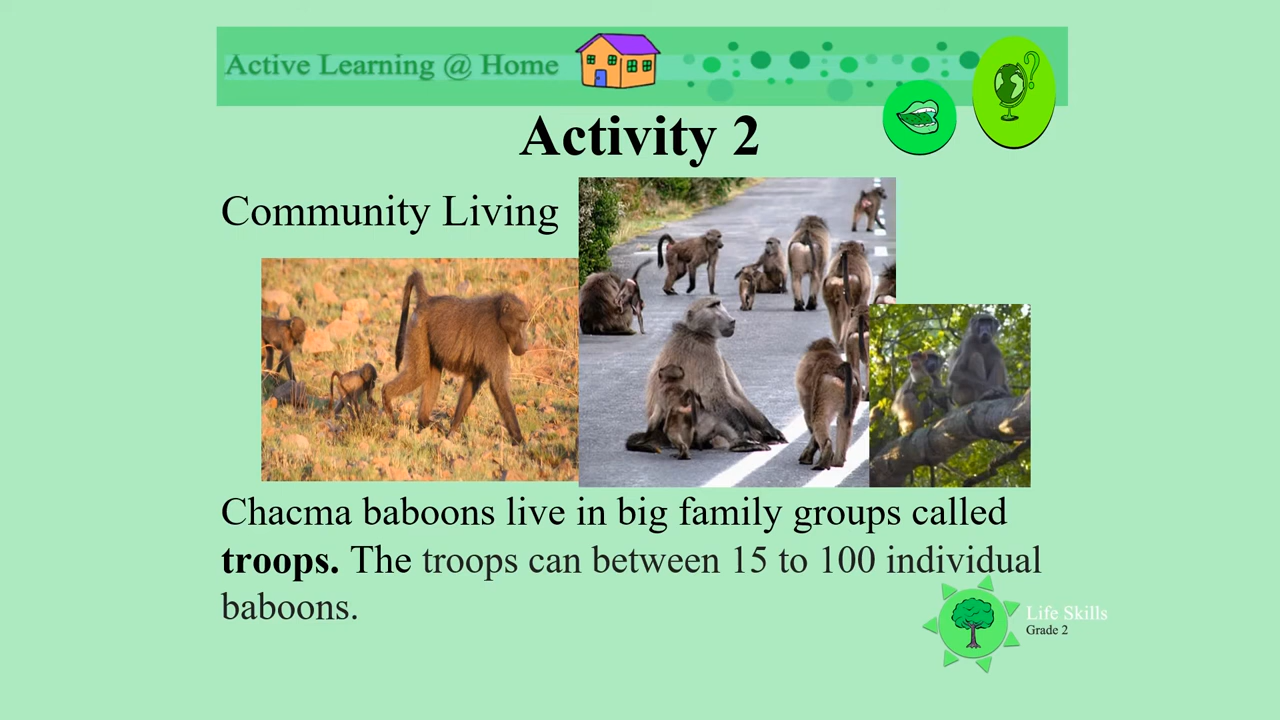 Active Learning @ Home
Activity 2
Community Living
Chacma baboons live in big family groups called
troops. The troops can between 15 to 100 individual
baboons.
Life Skills
Grade 2